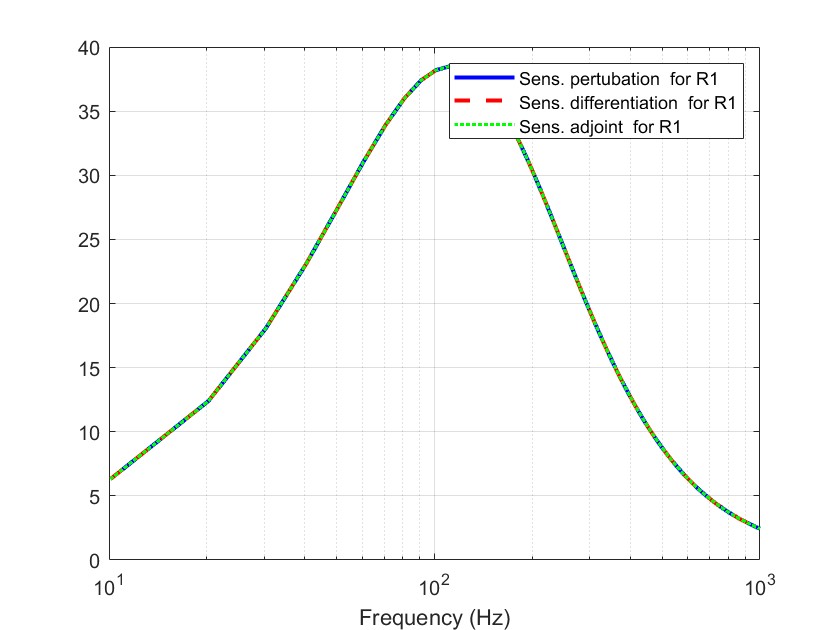 40
35
30
25
20
15
10
5
0
Sens. pertubation for R1
Sens. differentiation for R1
Sens. adjoint for R1
10^1 10^2 10^3
Frequency (Hz)